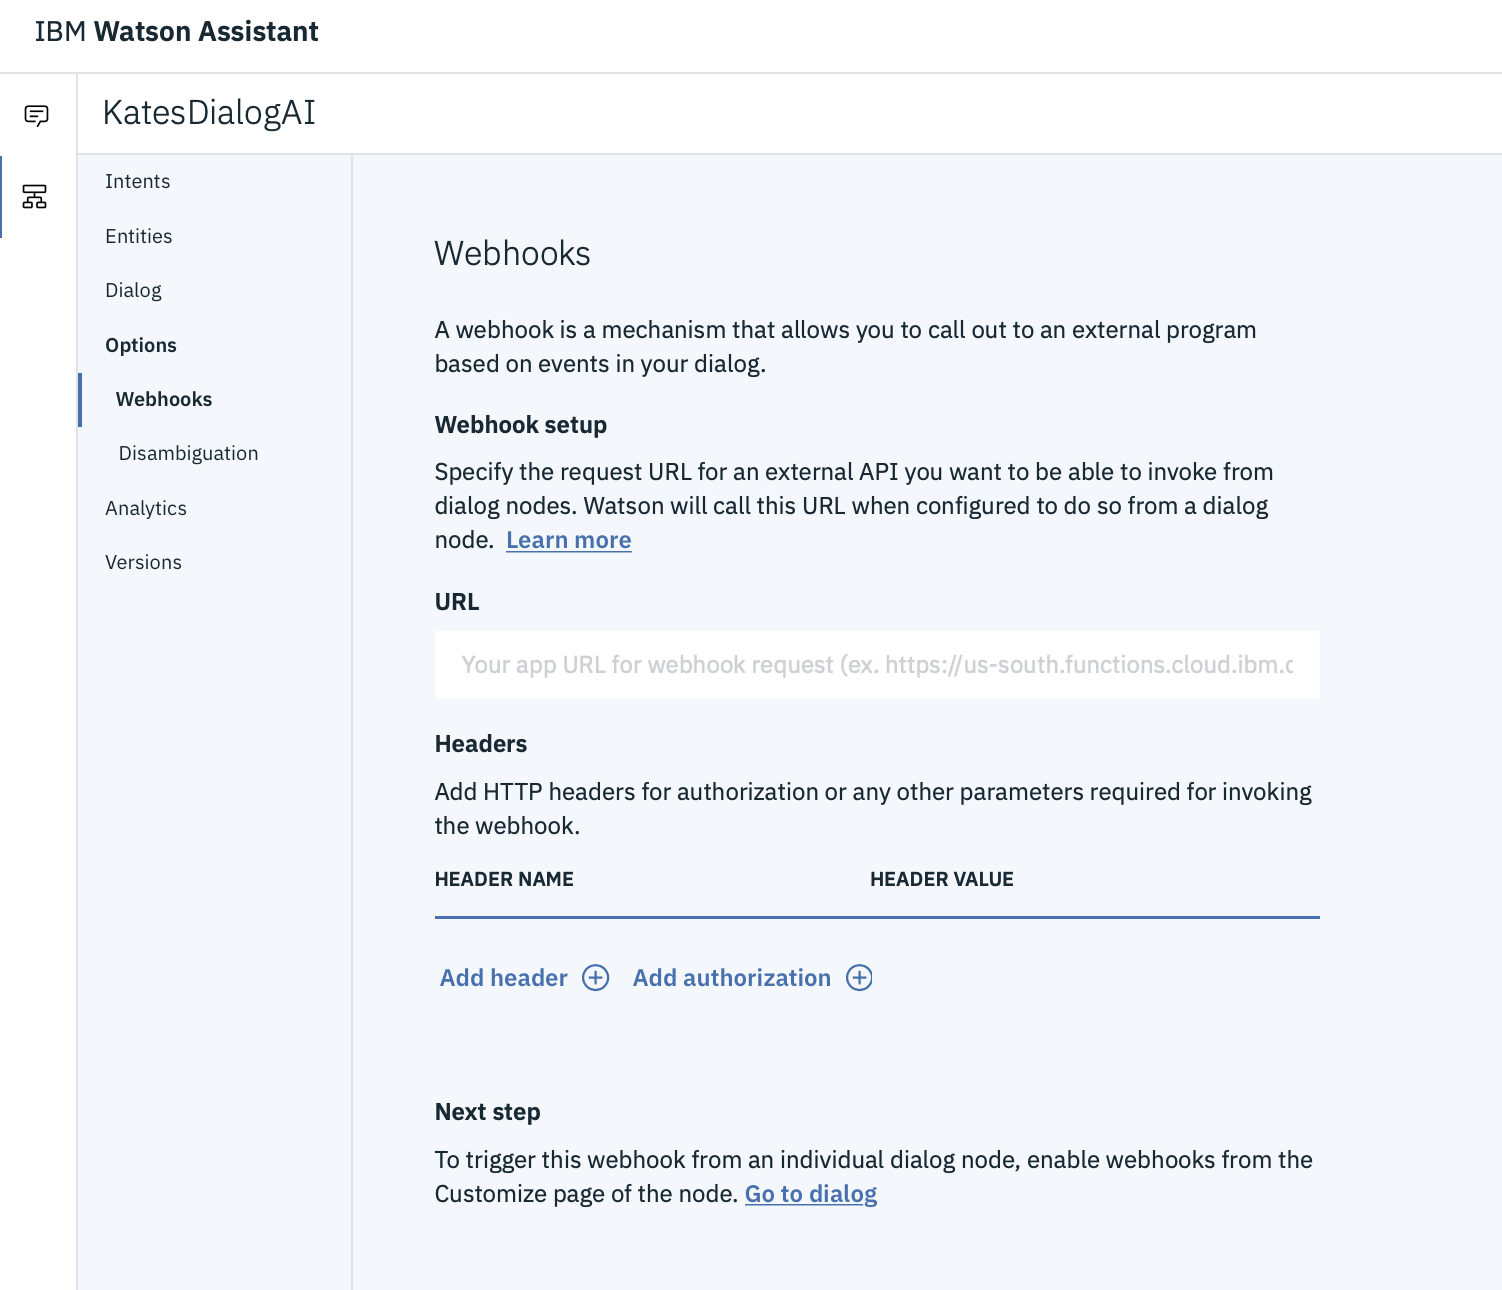 IBM Watson Assistant
KatesDialogAI
Intents
Entities
Dialog
Options
Webhooks
Disambiguation
Analytics
Versions
Webhooks
A webhook is a mechanism that allows you to call out to an external program
based on events in your dialog.
Webhook setup
Specify the request URL for an external API you want to be able to invoke from
dialog nodes. Watson will call this URL when configured to do so from a dialog
node. Learn more
URL
Your app URL for webhook request (ex. https://us-south.functions.cloud.ibm.c
Headers
Add HTTP headers for authorization or any other parameters required for invoking
the webhook.
HEADER NAME HEADER VALUE
Add header Add authorization
Next step
To trigger this webhook from an individual dialog node, enable webhooks from the
Customize page of the node. Go to dialog